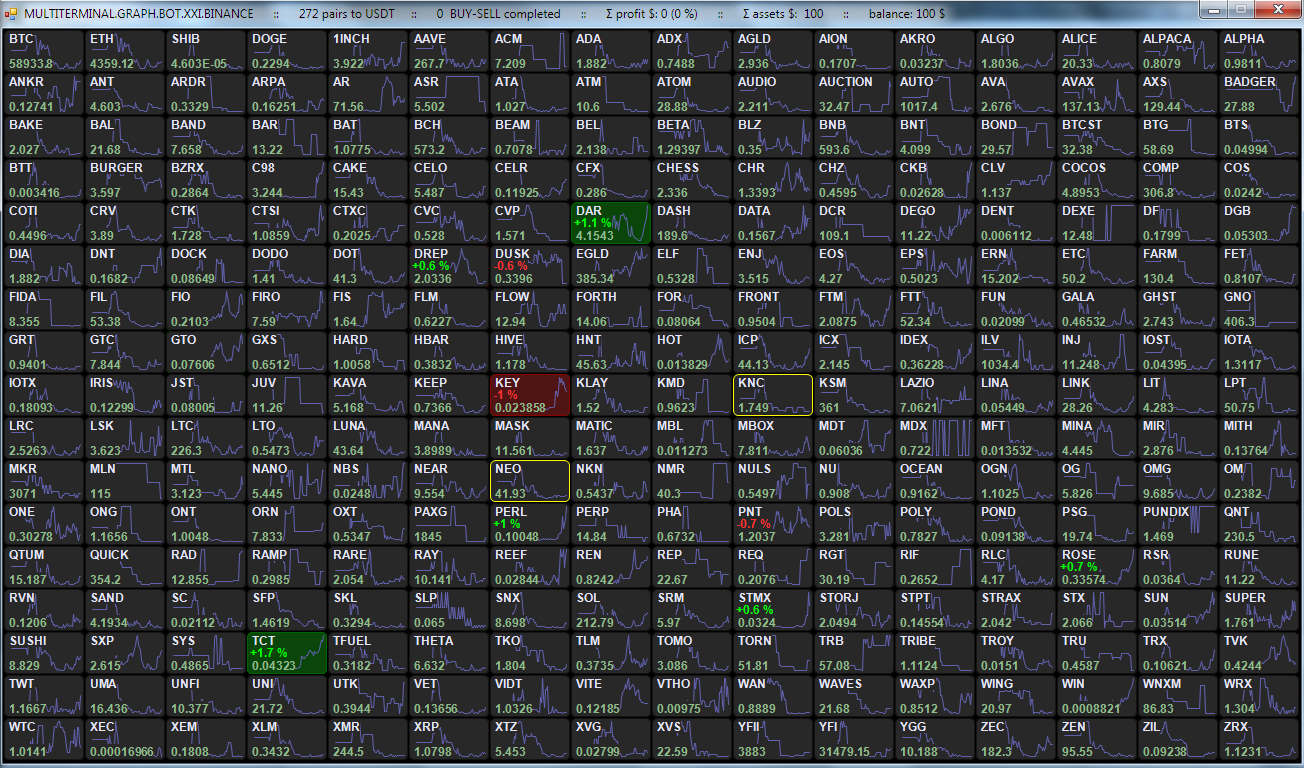 MULTITERMINAL.GRAPH.BOT.XXI.BINANCE :: 272 pairs to USDT :: 0 BUY-SELL completed :: Σ profit $: 0 (0 %) :: Σ assets $: 100 :: balance: 100 $
BTC ETH SHIB DOGE 1INCH AAVE ACM ADA ADX AGLD AION AKRO ALGO ALICE ALPACA ALPHA
58933.8 4359.12 4.603E-05 0.2294 3.922 267.7 7.209 1.882 0.7488 2.936 0.1707 0.03237 1.8036 20.33 0.8079 0.9811
ANKR ANT ARDR ARPA AR ASR ATA ATM ATOM AUDIO AUCTION AUTO AVA AVAX AXS BADGER
0.12741 4.603 0.3329 0.16251 71.56 5.502 1.027 10.6 28.88 2.211 32.47 1017.4 2.676 137.13 129.44 27.88
BAKE BAL BAND BAR BAT BCH BEAM BEL BETA BLZ BNB BNT BOND BTCST BTG BTS
2.027 21.68 7.658 13.22 1.0775 573.2 0.7078 2.138 1.29397 0.35 593.6 4.099 29.57 32.38 58.69 0.04994
BTT BURGER BZRX C98 CAKE CELO CELR CFX CHESS CHR CHZ CKB CLV COCOS COMP COS
0.003416 3.597 0.2864 3.244 15.43 5.487 0.11925 0.286 2.336 1.3393 0.4595 0.02628 1.137 4.8953 306.8 0.0242
COTI CRV CTK CTSI CTXC CVC CVP DAR DASH DATA DCR DEGO DENT DEXE DF DGB
+1.1 %
0.4496 3.89 1.728 1.0859 0.2025 0.528 1.571 4.1543 189.6 0.1567 109.1 11.22 0.006112 12.48 0.1799 0.05303
DIA DNT DOCK DODO DOT DREP DUSK EGLD ELF ENJ EOS EPS ERN ETC FARM FET
+0.6 % -0.6 %
1.882 0.1682 0.08649 1.41 41.3 2.0336 0.3396 385.34 0.5328 3.515 4.27 0.5023 15.202 50.2 130.4 0.8107
FIDA FIL FIO FIRO FIS FLM FLOW FORTH FOR FRONT FTM FTT FUN GALA GHST GNO
8.355 53.38 0.2103 7.59 1.64 0.6227 12.94 14.06 0.08064 0.9504 2.0875 52.34 0.02099 0.46532 2.743 406.3
GRT GTC GTO GXS HARD HBAR HIVE HNT HOT ICP ICX IDEX ILV INJ IOST IOTA
0.9401 7.844 0.07606 0.6512 1.0058 0.3832 1.178 45.63 0.013829 44.13 2.145 0.36228 1034.4 11.248 0.04395 1.3117
IOTX IRIS JST JUV KAVA KEEP KEY KLAY KMD KNC KSM LAZIO LINA LINK LIT LPT
-1 %
0.18093 0.12299 0.08005 11.26 5.168 0.7366 0.023858 1.52 0.9623 1.749 361 7.0621 0.05449 28.26 4.283 50.75
LRC LSK LTC LTO LUNA MANA MASK MATIC MBL MBOX MDT MDX MFT MINA MIR MITH
2.5263 3.623 226.3 0.5473 43.64 3.8989 11.561 1.637 0.011273 7.811 0.06036 0.722 0.013532 4.445 2.876 0.13764
MKR MLN MTL NANO NBS NEAR NEO NKN NMR NULS NU OCEAN OGN OG OMG OM
3071 115 3.123 5.445 0.0248 9.554 41.93 0.5437 40.3 0.5497 0.908 0.9162 1.1025 5.826 9.685 0.2382
ONE ONG ONT ORN OXT PAXG PERL PERP PHA PNT POLS POLY POND PSG PUNDIX QNT
+1 % -0.7 %
0.30278 1.1656 1.0048 7.833 0.5347 1845 0.10048 14.84 0.6732 1.2037 3.281 0.7827 0.09138 19.74 1.469 230.5
QTUM QUICK RAD RAMP RARE RAY REEF REN REP REQ RGT RIF RLC ROSE RSR RUNE
+0.7 %
15.187 354.2 12.855 0.2985 2.054 10.141 0.02844 0.8242 22.67 0.2076 30.19 0.2652 4.17 0.33574 0.0364 11.22
RVN SAND SC SFP SKL SLP SNX SOL SRM STMX STORJ STPT STRAX STX SUN SUPER
+0.6 %
0.1206 4.1934 0.02112 1.4619 0.3294 0.065 8.698 212.79 5.97 0.0324 2.0494 0.14554 2.042 2.066 0.03514 1.761
SUSHI SXP SYS TCT TFUEL THETA TKO TLM TOMO TORN TRB TRIBE TROY TRU TRX TVK
+1.7 %
8.829 2.615 0.4865 0.04323 0.3182 6.632 1.804 0.3735 3.086 51.81 57.08 1.1124 0.0151 0.4587 0.10621 0.4244
TWT UMA UNFI UNI UTK VET VIDT VITE VTHO WAN WAVES WAXP WING WIN WNXM WRX
1.1667 16.436 10.377 21.72 0.3944 0.13656 1.0326 0.12185 0.00975 0.8889 21.68 0.8512 20.97 0.0008821 86.83 1.304
WTC XEC XEM XLM XMR XRP XTZ XVG XVS YFII YFI YGG ZEC ZEN ZIL ZRX
1.0141 0.00016966 0.1808 0.3432 244.5 1.0798 5.453 0.02799 22.59 3883 31479.15 10.188 182.3 95.55 0.09238 1.1231